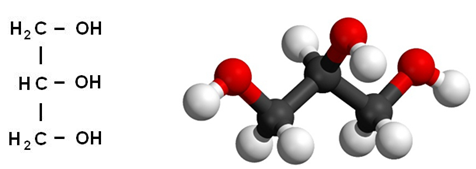 H₂C – OH
|
HC – OH
|
H₂C – OH